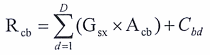 R_cb = \sum_{d=1}^{D} (G_sx × A_cb) + C_bd